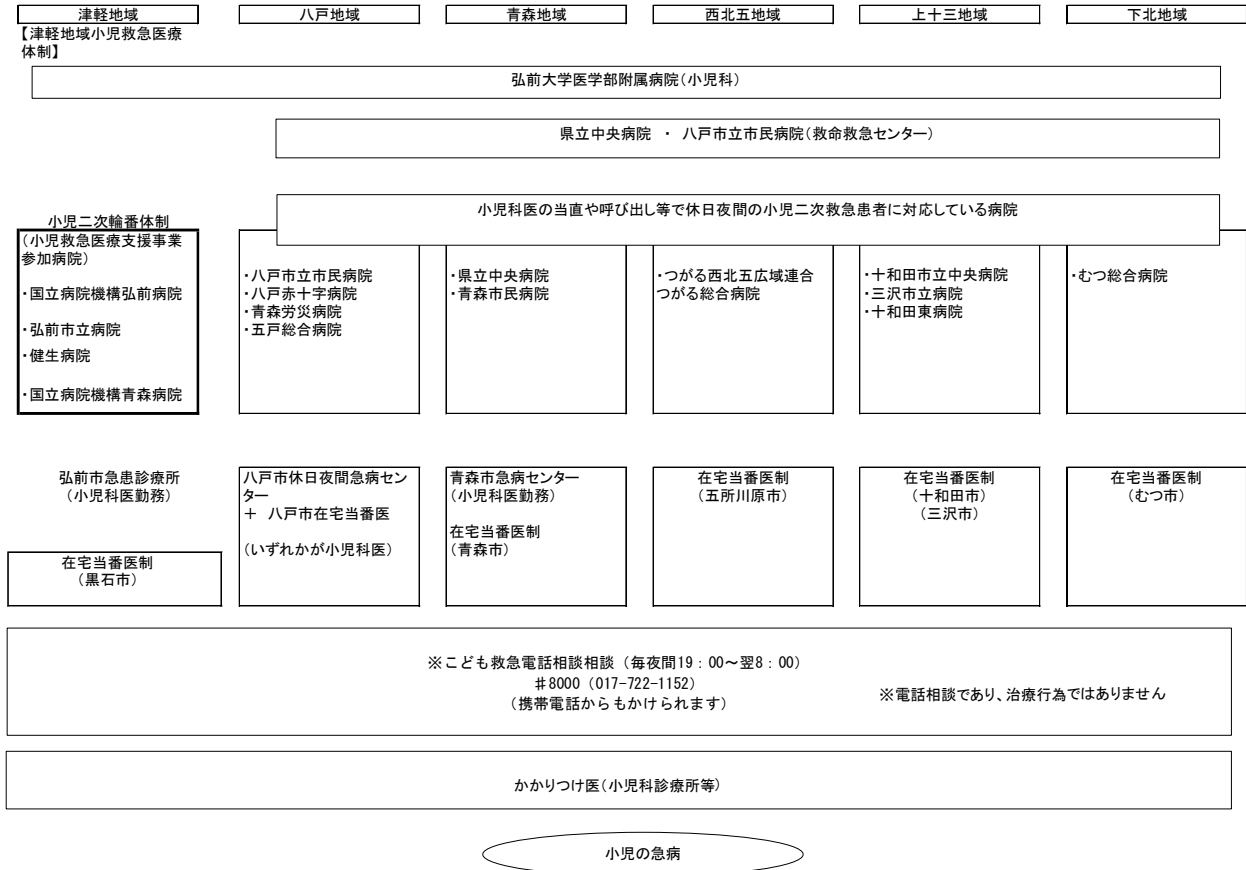 津軽地域
八戸地域
青森地域
西北五地域
上十三地域
下北地域
【津軽地域小児救急医療
体制】
弘前大学医学部附属病院(小児科)
県立中央病院 ・ 八戸市立市民病院(救命救急センター)
小児科医の当直や呼び出し等で休日夜間の小児二次救急患者に対応している病院
小児二次輪番体制
(小児救急医療支援事業
参加病院)
・国立病院機構弘前病院
・弘前市立病院
・健生病院
・国立病院機構青森病院
・八戸市立市民病院
・八戸赤十字病院
・青森労災病院
・五戸総合病院
・県立中央病院
・青森市民病院
・つがる西北五広域連合
つがる総合病院
・十和田市立中央病院
・三沢市立病院
・十和田東病院
・むつ総合病院
弘前市急患診療所
(小児科医勤務)
在宅当番医制
(黒石市)
八戸市休日夜間急病セン
ター
+ 八戸市在宅当番医
(いずれかが小児科医)
青森市急病センター
(小児科医勤務)
在宅当番医制
(青森市)
在宅当番医制
(五所川原市)
在宅当番医制
(十和田市)
(三沢市)
在宅当番医制
(むつ市)
※こども救急電話相談相談(毎夜間19:00~翌8:00)
#8000(017-722-1152)
(携帯電話からもかけられます)
※電話相談であり、治療行為ではありません
かかりつけ医(小児科診療所等)
小児の急病